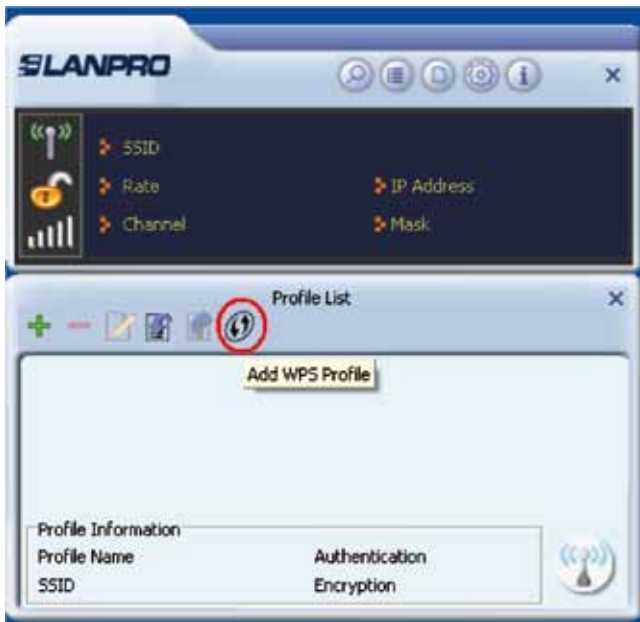 LANPRO
SSID
Rate
IP Address
Channel
Mask
Profile List
Add WPS Profile
Profile Information
Profile Name
Authentication
SSID
Encryption